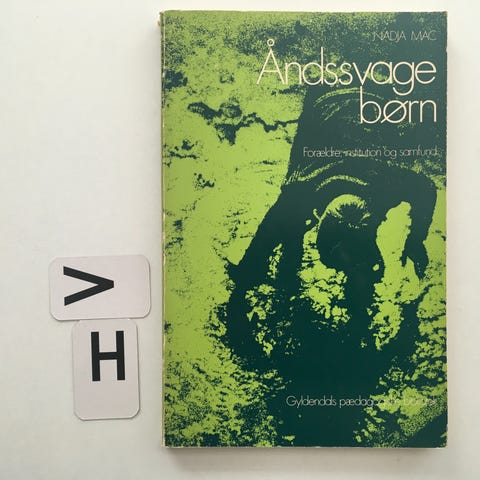 NADJA MAC
Åndssvage
børn
Forældre, institution og samfund
Gyldendals pædagogiske bibliotek
V
H